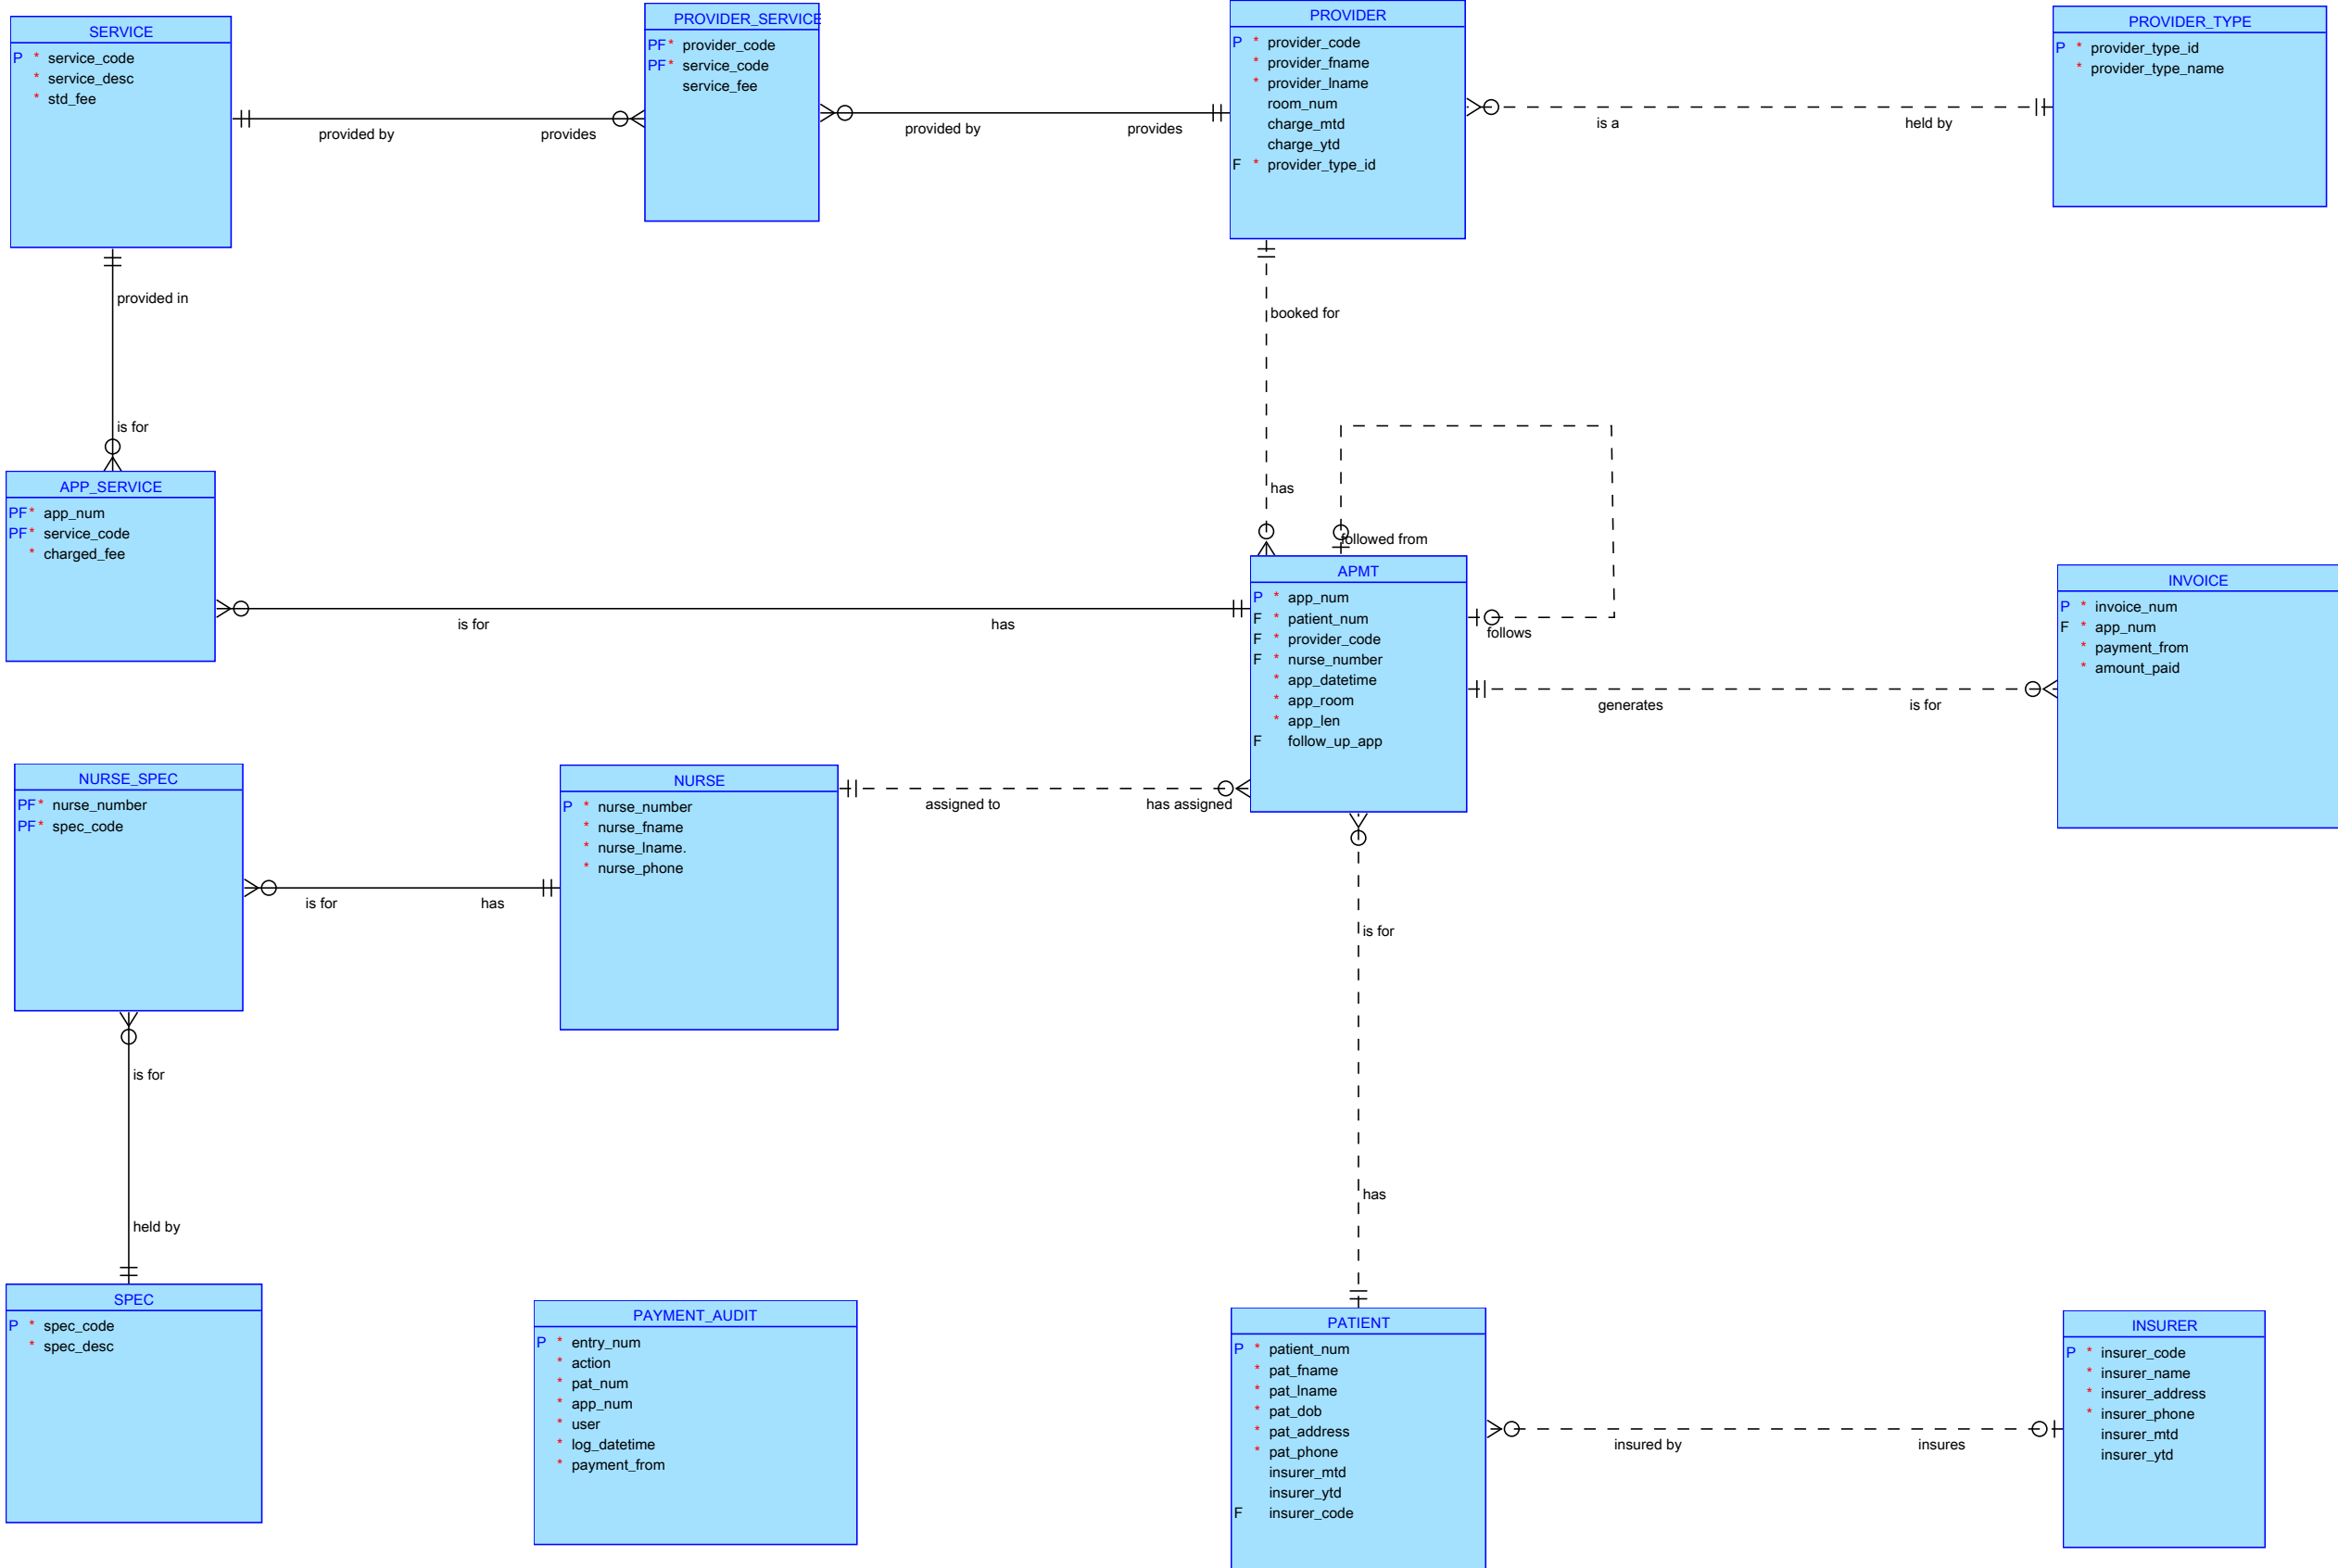 SERVICE
P * service_code
* service_desc
* std_fee
PROVIDER_SERVICE
PF* provider_code
PF* service_code
service_fee
PROVIDER
P * provider_code
* provider_fname
* provider_lname
room_num
charge_mtd
charge_ytd
F * provider_type_id
PROVIDER_TYPE
P * provider_type_id
* provider_type_name
provided by
provides
provided by
provides
is a
held by
provided in
is for
booked for
has
followed from
follows
APP_SERVICE
PF* app_num
PF* service_code
* charged_fee
is for
has
APMT
P * app_num
F * patient_num
F * provider_code
F * nurse_number
* app_datetime
* app_room
* app_len
F follow_up_app
generates
is for
INVOICE
P * invoice_num
F * app_num
* payment_from
* amount_paid
NURSE_SPEC
PF* nurse_number
PF* spec_code
is for
has
NURSE
P * nurse_number
* nurse_fname
* nurse_lname.
* nurse_phone
assigned to
has assigned
is for
has
is for
held by
SPEC
P * spec_code
* spec_desc
PAYMENT_AUDIT
P * entry_num
* action
* pat_num
* app_num
* user
* log_datetime
* payment_from
PATIENT
P * patient_num
* pat_fname
* pat_lname
* pat_dob
* pat_address
* pat_phone
insurer_mtd
insurer_ytd
F insurer_code
insured by
insures
INSURER
P * insurer_code
* insurer_name
* insurer_address
* insurer_phone
insurer_mtd
insurer_ytd